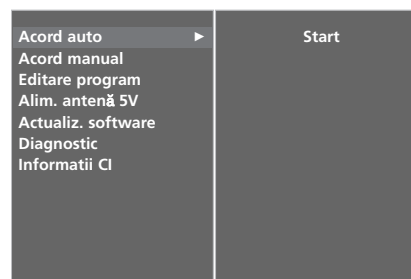 Acord auto ► Start
Acord manual
Editare program
Alim. antenă 5V
Actualiz. software
Diagnostic
Informatii CI